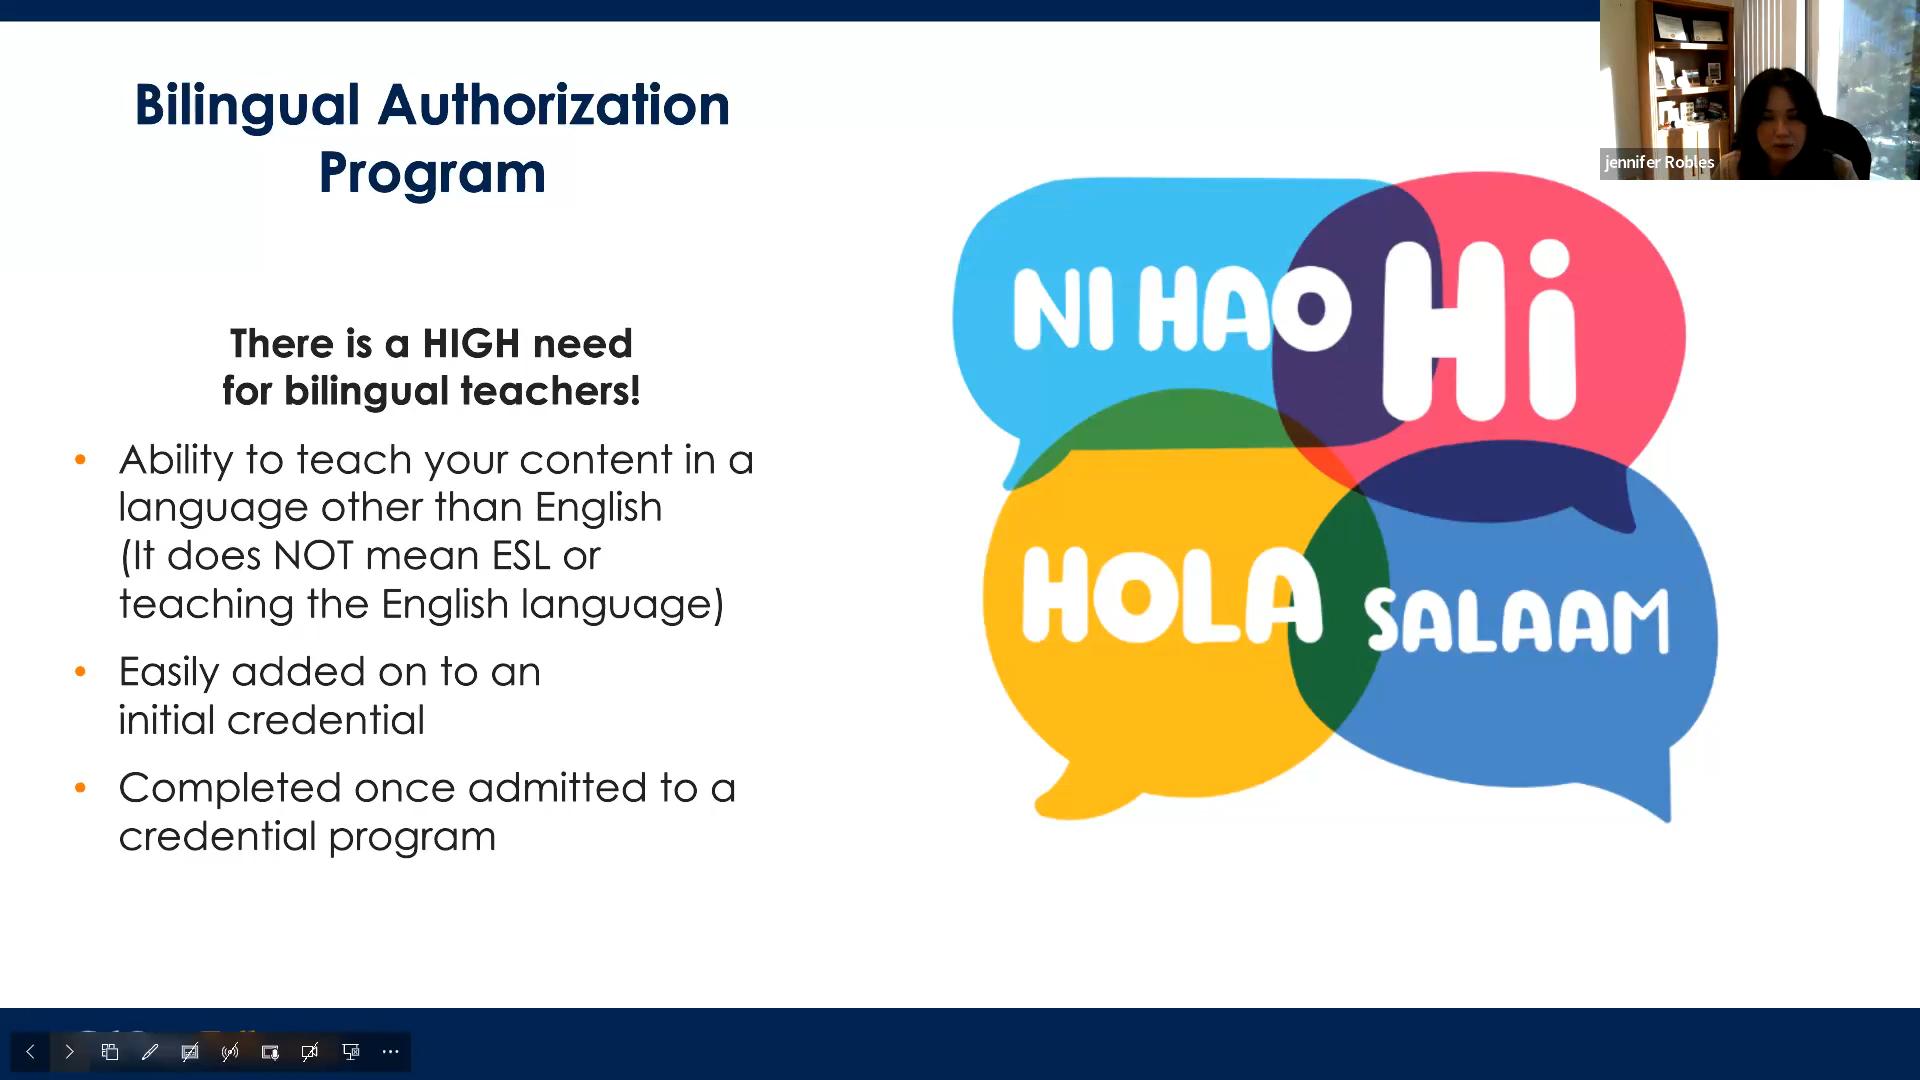 Bilingual Authorization
Program
jennifer Robles
There is a HIGH need
for bilingual teachers!
• Ability to teach your content in a
language other than English
(It does NOT mean ESL or
teaching the English language)
• Easily added on to an
initial credential
• Completed once admitted to a
credential program
NI HAO
Hi
HOLA
SALAAM